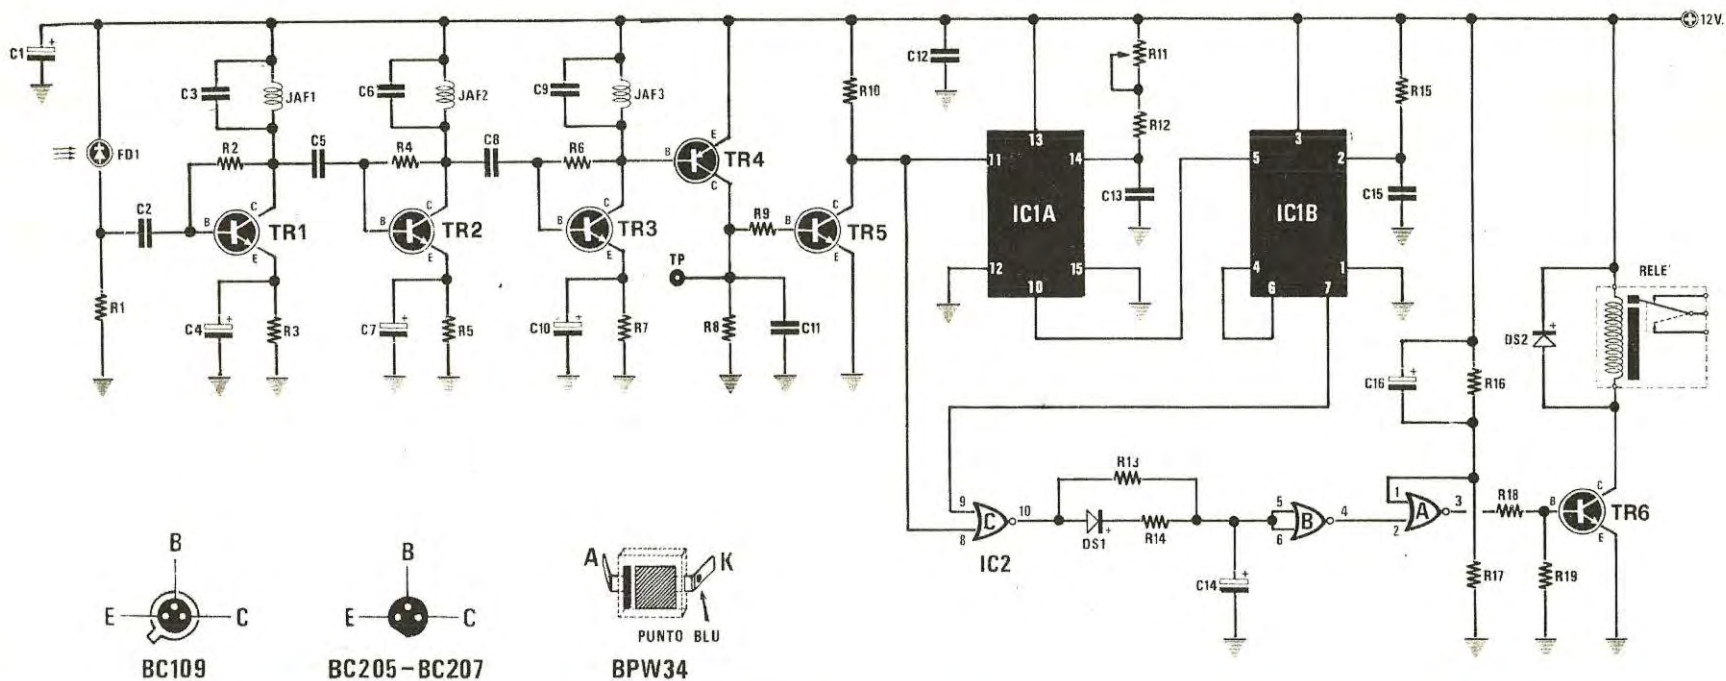 12V.
C1
C3
JAF1
C6
JAF2
C9
JAF3
R10
C12
R11
R12
R15
FD1
R2
C5
R4
C8
R6
B
E
C
TR4
11
13
14
12
10
15
IC1A
C13
5
3
2
4
6
7
1
IC1B
C15
C2
B
C
E
TR1
B
C
E
TR2
B
C
E
TR3
R9
B
C
E
TR5
TP
R1
C4
R3
C7
R5
C10
R7
R8
C11
RELE'
DS2
C16
R16
R13
9
8
C
10
IC2
DS1
R14
5
6
B
4
1
2
A
3
R18
B
C
E
TR6
C14
R17
R19
B
E
C
BC109
B
E
C
BC205-BC207
A
K
PUNTO BLU
BPW34